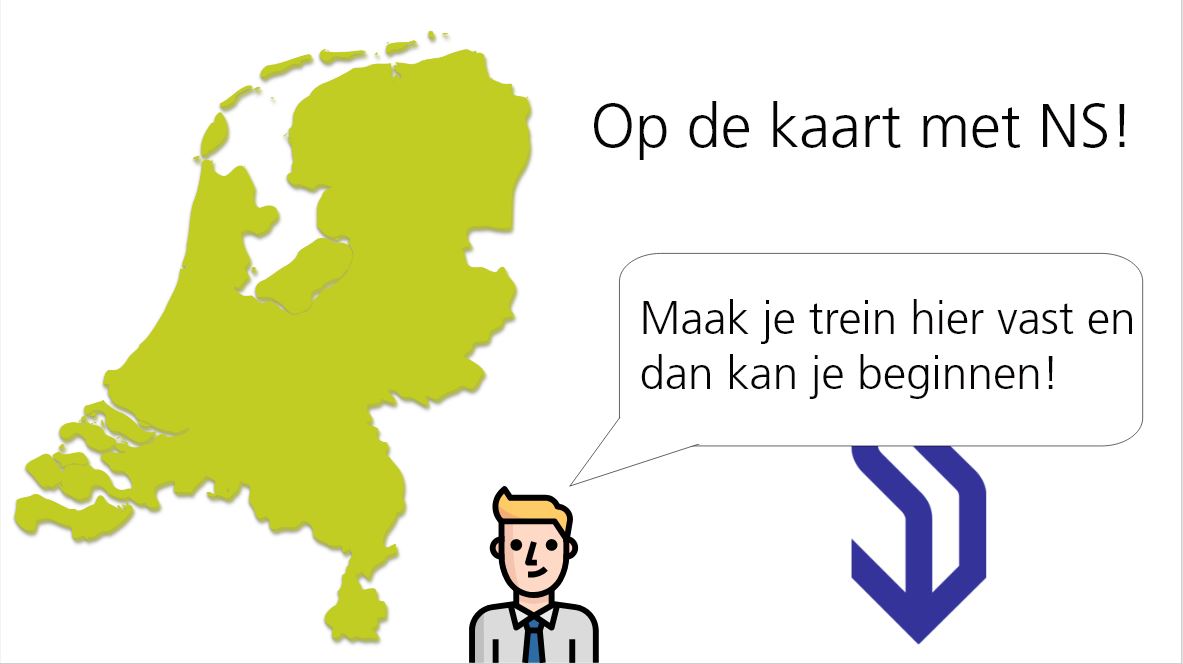 Op de kaart met NS!
Maak je trein hier vast en
dan kan je beginnen!